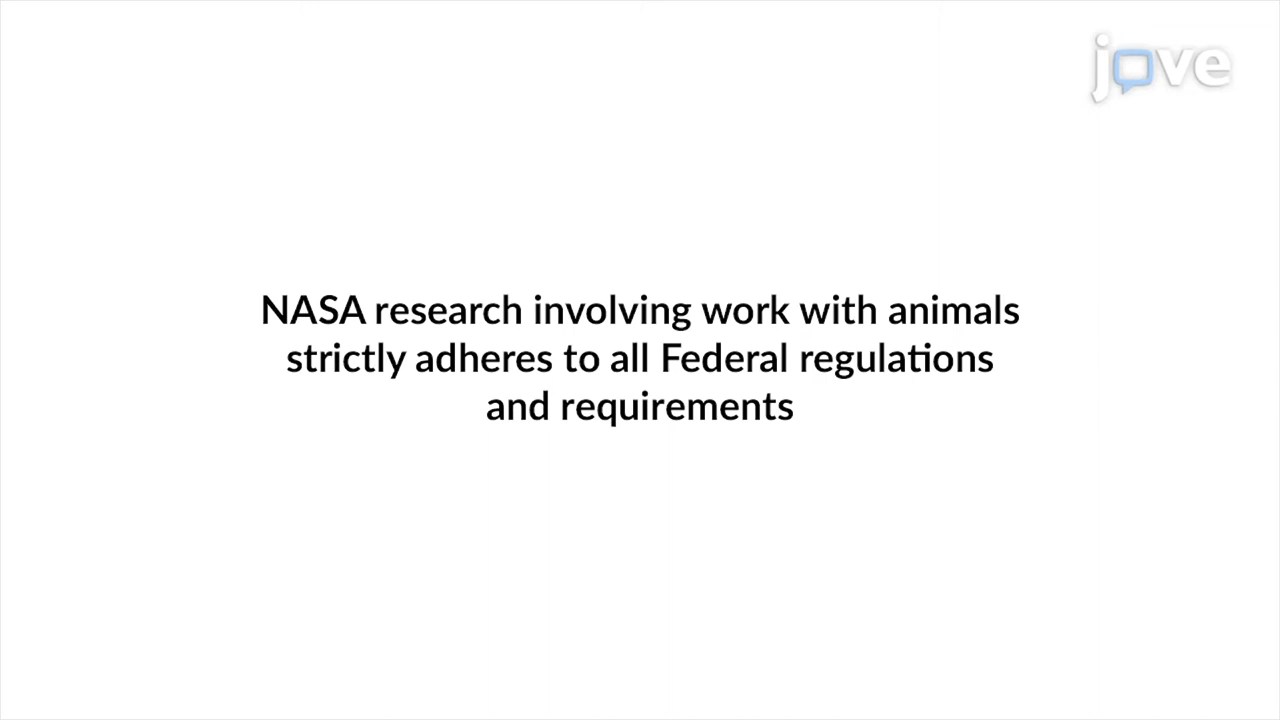 jove
NASA research involving work with animals
strictly adheres to all Federal regulations
and requirements